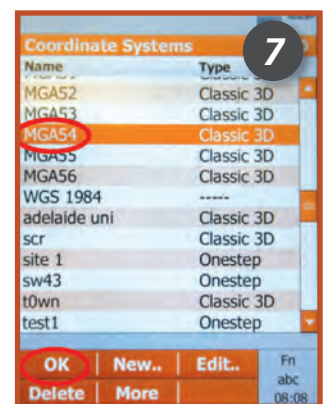 Coordinate Systems
7
Name Type
MGA52 Classic 3D
MGA53 Classic 3D
MGA54 Classic 3D
MGA55 Classic 3D
MGA56 Classic 3D
WGS 1984 -----
adelaide uni Classic 3D
scr Classic 3D
site 1 Onestep
sw43 Onestep
t0wn Classic 3D
test1 Onestep
OK New.. Edit.. Fn
abc
Delete More 08:08